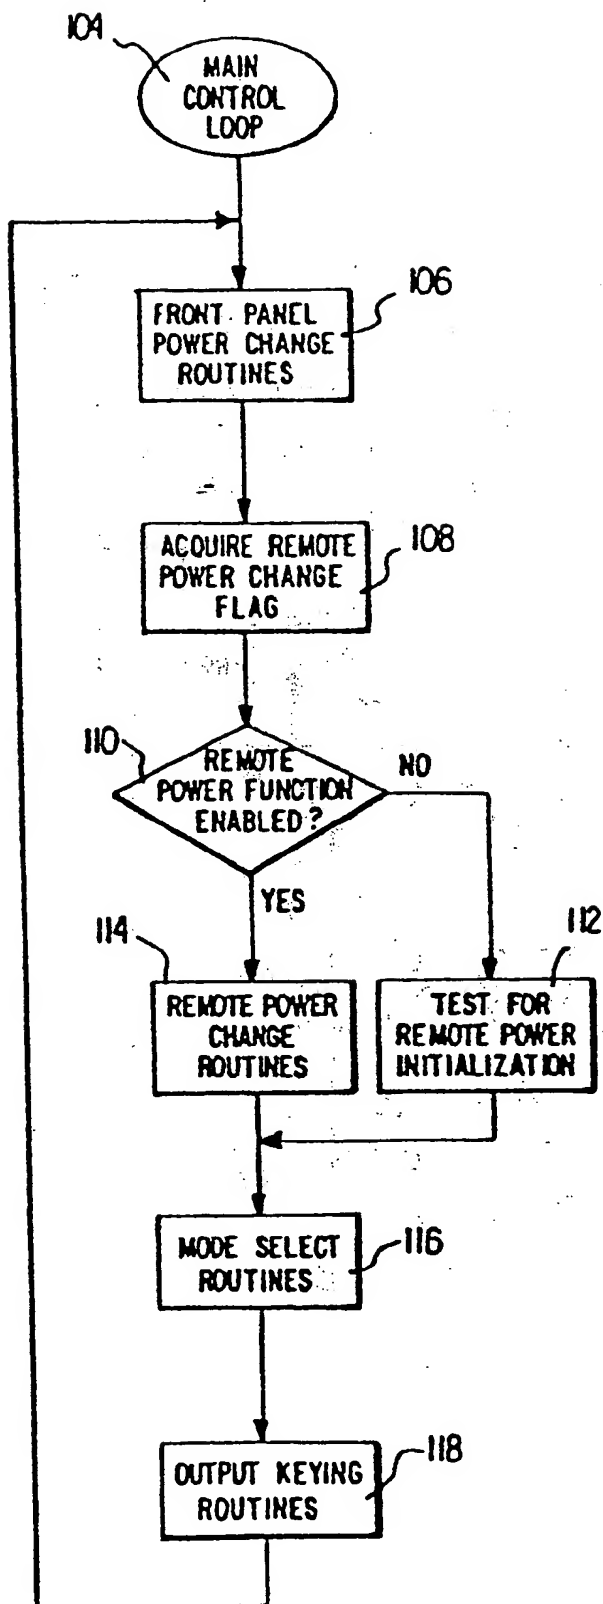 104
MAIN
CONTROL
LOOP
106
FRONT PANEL
POWER CHANGE
ROUTINES
108
ACQUIRE REMOTE
POWER CHANGE
FLAG
110
REMOTE
POWER FUNCTION
ENABLED?
NO
YES
114
REMOTE POWER
CHANGE
ROUTINES
112
TEST FOR
REMOTE POWER
INITIALIZATION
MODE SELECT
ROUTINES
116
OUTPUT KEYING
ROUTINES
118